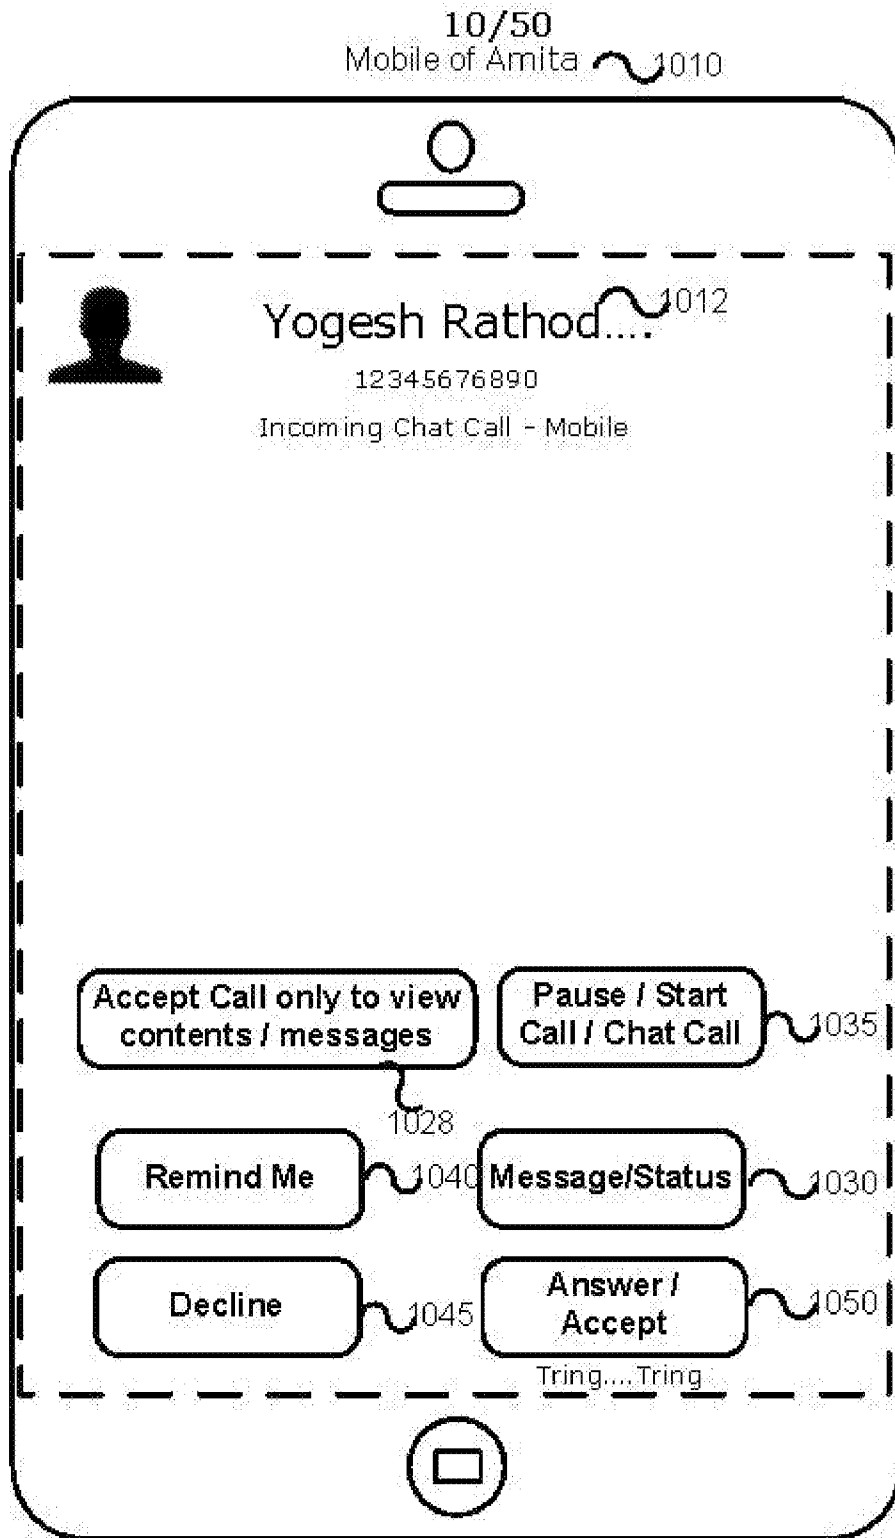 10/50
Mobile of Amita 1010
Yogesh Rathod.... 1012
12345676890
Incoming Chat Call - Mobile
Accept Call only to view
contents / messages
1028
Pause / Start
Call / Chat Call
1035
Remind Me 1040
Message/Status 1030
Decline 1045
Answer /
Accept
1050
Tring....Tring